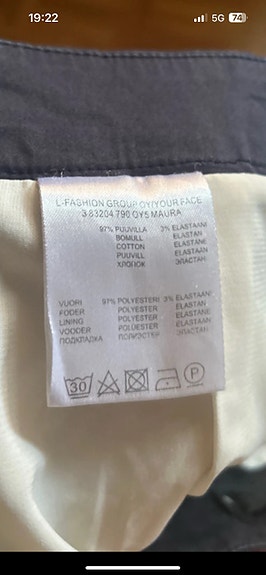 19:22
5G 74
L-FASHION GROUP OY/YOUR FACE
3 83204 790 QY5 MAURA
97% PUUVILLA 3% ELASTAANI
BOMULL ELASTAN
COTTON ELASTANE
PUUVILL ELASTAAN
ХЛОПОК ЭЛАСТАН
VUORI 97% POLYESTERI 3% ELASTAANI
FODER POLYESTER ELASTAN
LINING POLYESTER ELASTANE
VOODER POLÜESTER ELASTAAN
ПОДКЛАДКА ПОЛИЭСТЕР ЭЛАСТАН
30 P